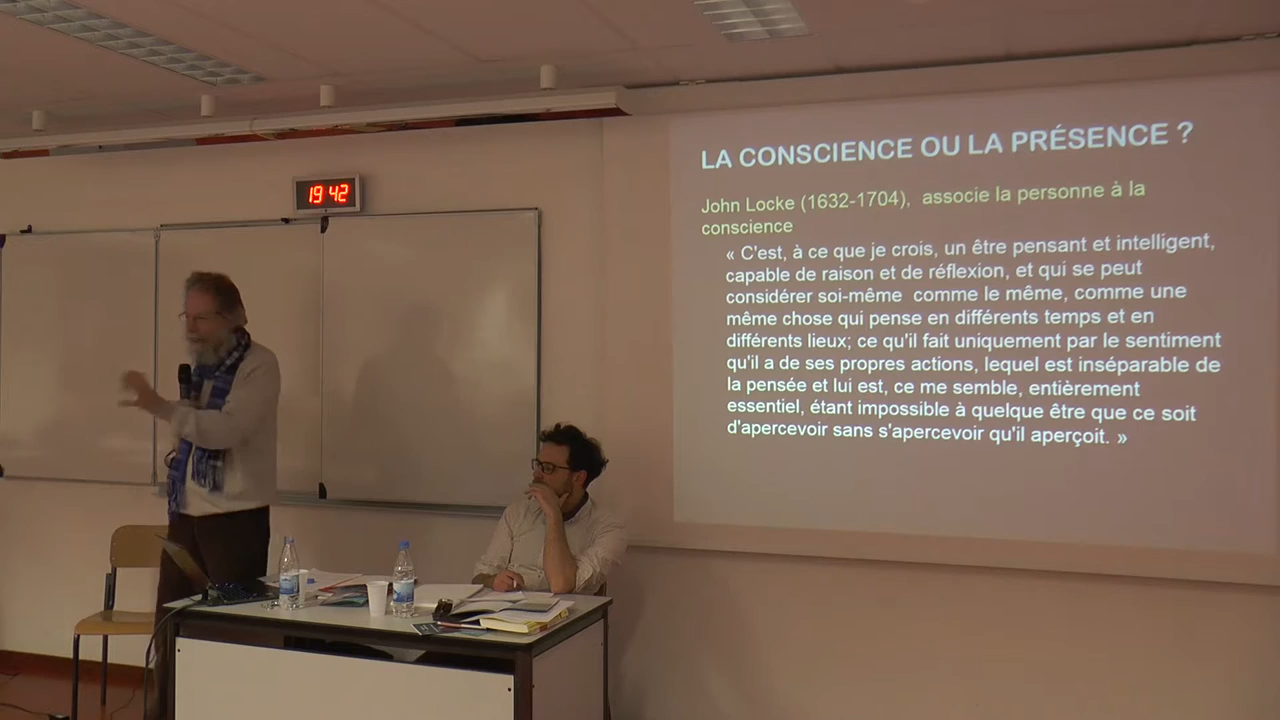 19 42
LA CONSCIENCE OU LA PRÉSENCE ?
John Locke (1632-1704),  associe la personne à la
conscience
« C'est, à ce que je crois, un être pensant et intelligent,
capable de raison et de réflexion, et qui se peut
considérer soi-même  comme le même, comme une
même chose qui pense en différents temps et en
différents lieux; ce qu'il fait uniquement par le sentiment
qu'il a de ses propres actions, lequel est inséparable de
la pensée et lui est, ce me semble, entièrement
essentiel, étant impossible à quelque être que ce soit
d'apercevoir sans s'apercevoir qu'il aperçoit. »